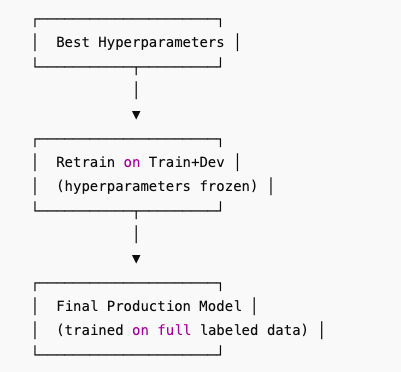 Best Hyperparameters
Retrain on Train+Dev
(hyperparameters frozen)
Final Production Model
(trained on full labeled data)